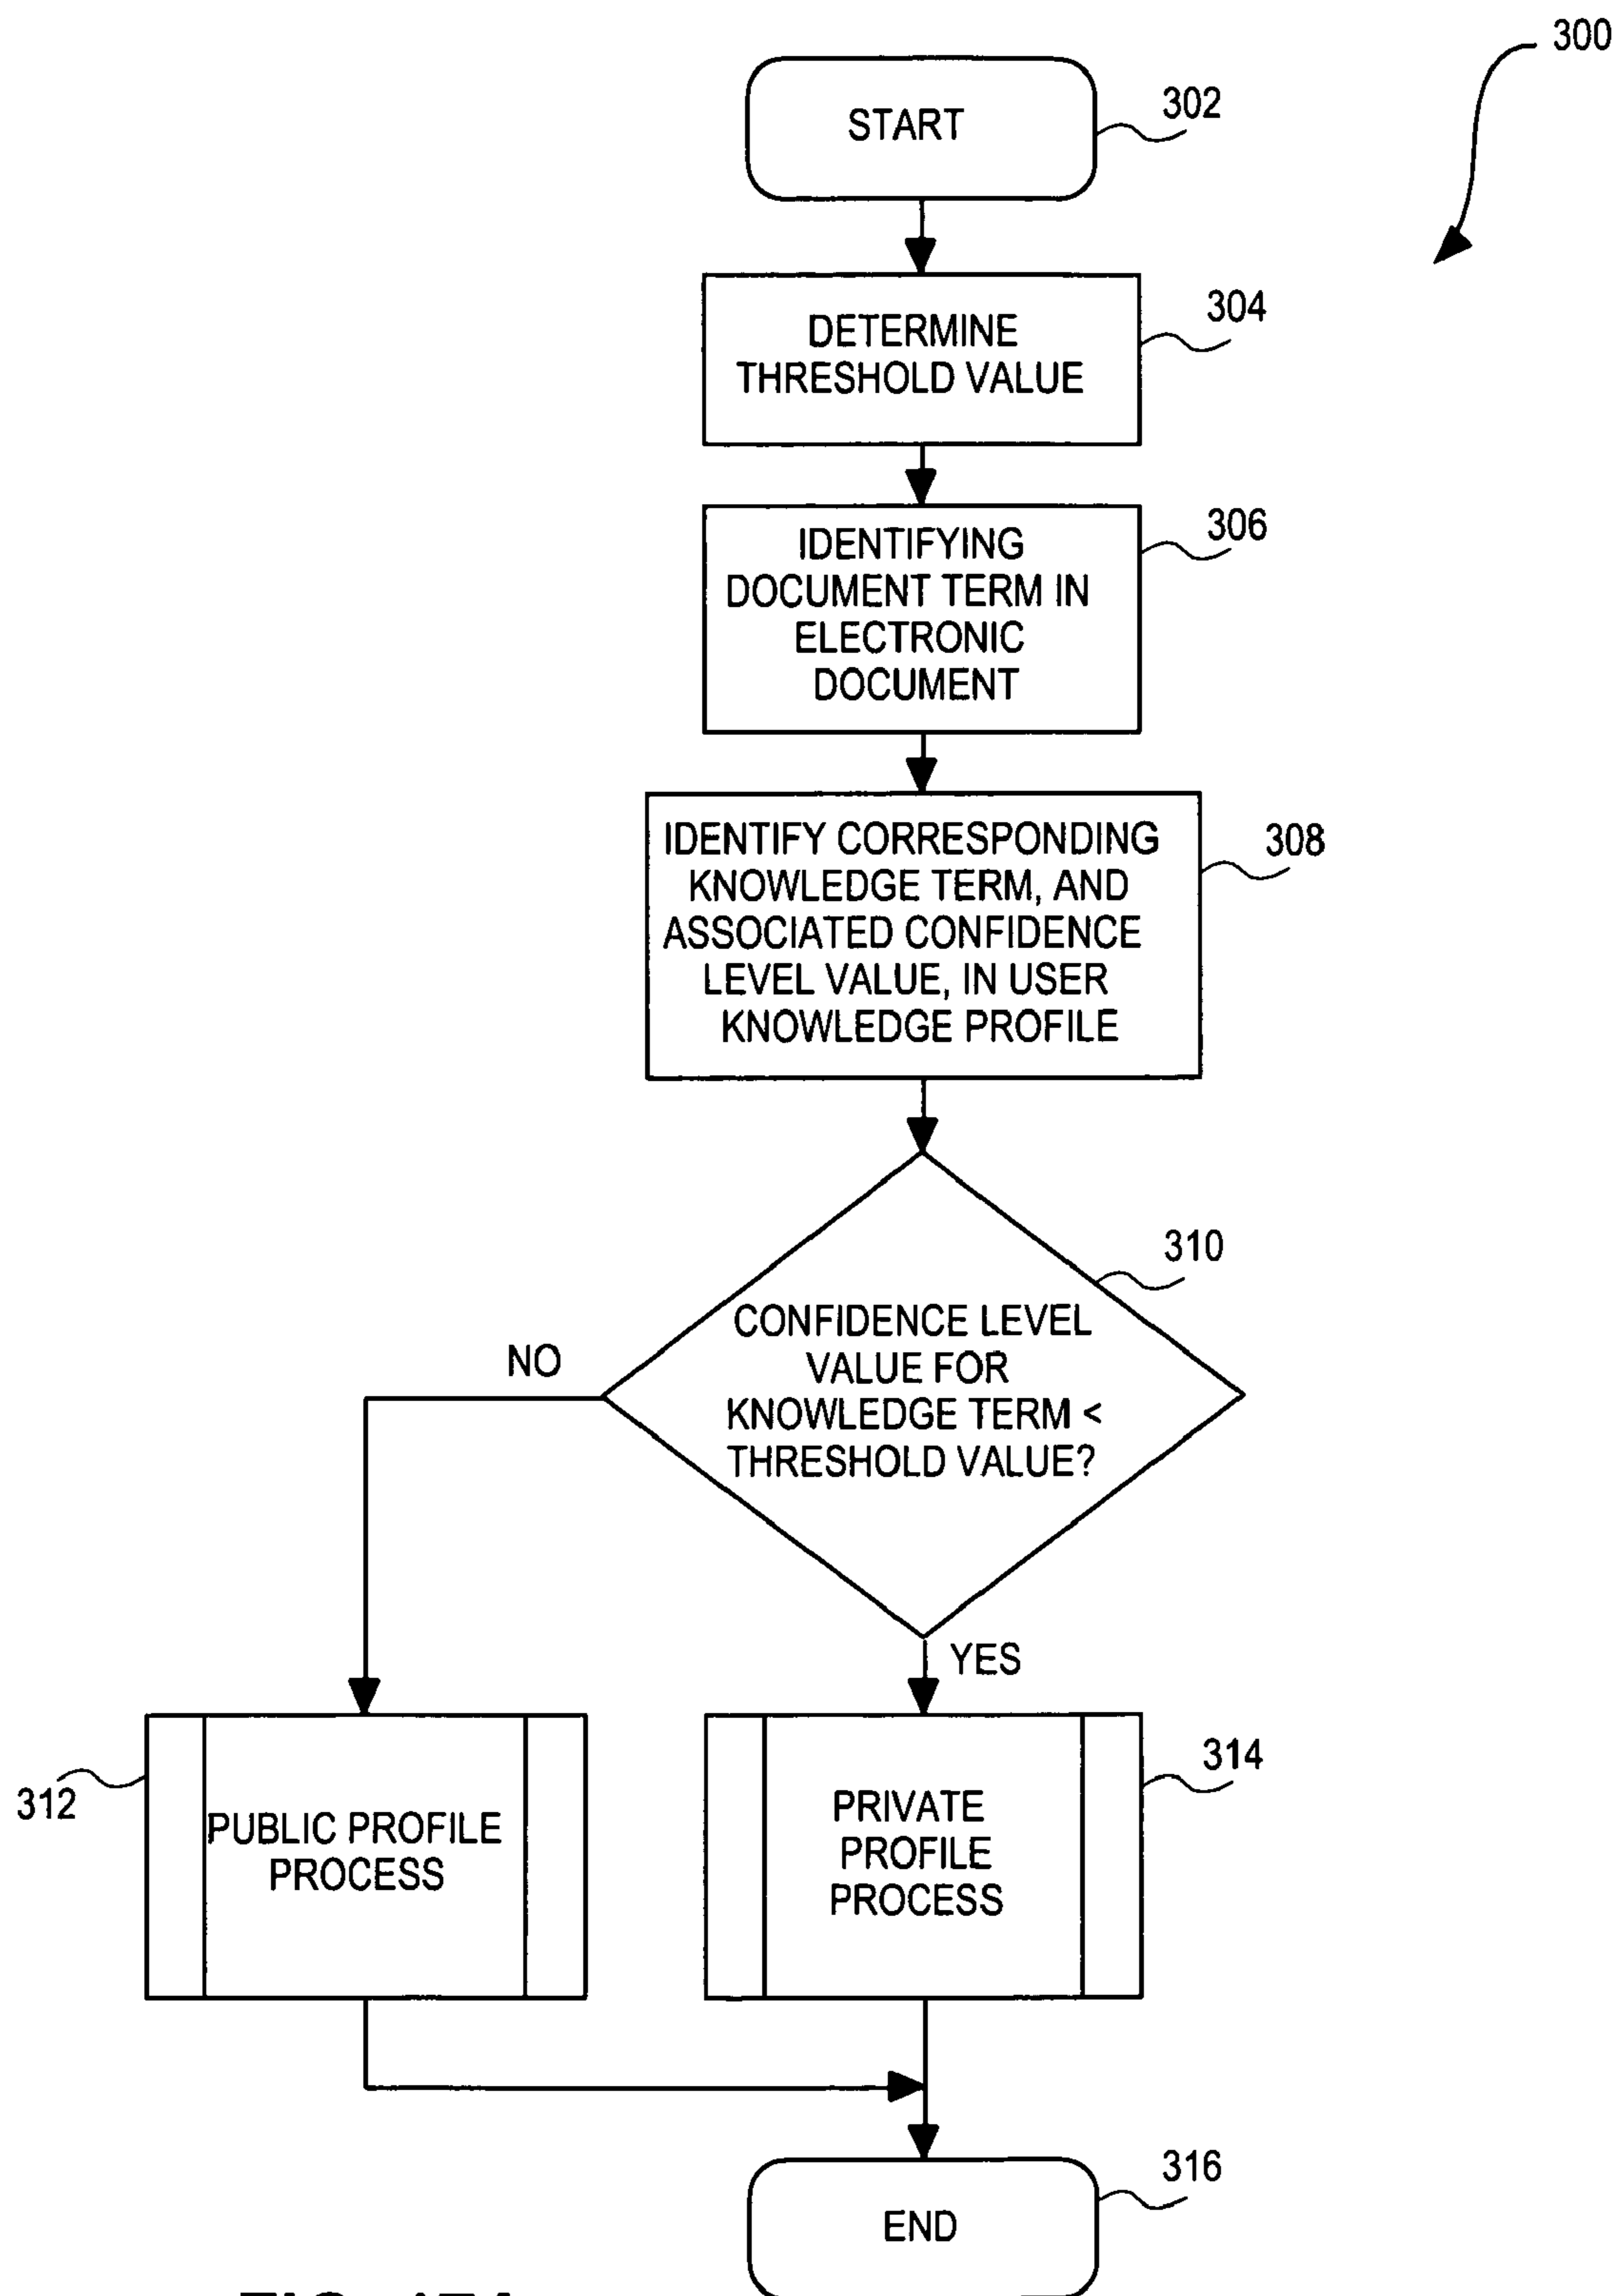 300
START
302
DETERMINE
THRESHOLD VALUE
304
IDENTIFYING
DOCUMENT TERM IN
ELECTRONIC
DOCUMENT
306
IDENTIFY CORRESPONDING
KNOWLEDGE TERM, AND
ASSOCIATED CONFIDENCE
LEVEL VALUE, IN USER
KNOWLEDGE PROFILE
308
310
CONFIDENCE LEVEL
VALUE FOR
KNOWLEDGE TERM <
THRESHOLD VALUE?
NO
YES
312
PUBLIC PROFILE
PROCESS
PRIVATE
PROFILE
PROCESS
314
316
END